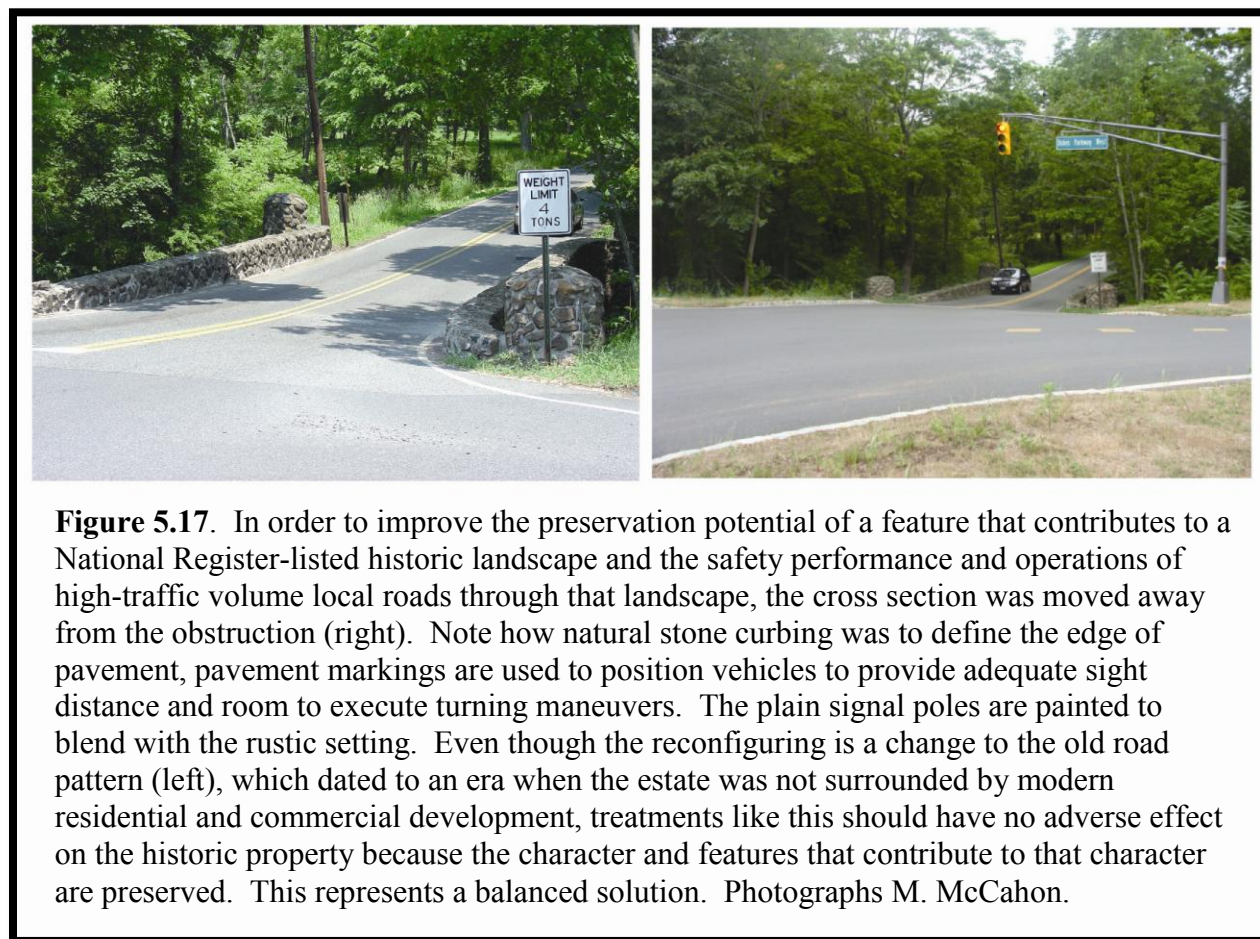 WEIGHT
LIMIT
4
TONS
Figure 5.17. In order to improve the preservation potential of a feature that contributes to a
National Register-listed historic landscape and the safety performance and operations of
high-traffic volume local roads through that landscape, the cross section was moved away
from the obstruction (right). Note how natural stone curbing was to define the edge of
pavement, pavement markings are used to position vehicles to provide adequate sight
distance and room to execute turning maneuvers. The plain signal poles are painted to
blend with the rustic setting. Even though the reconfiguring is a change to the old road
pattern (left), which dated to an era when the estate was not surrounded by modern
residential and commercial development, treatments like this should have no adverse effect
on the historic property because the character and features that contribute to that character
are preserved. This represents a balanced solution. Photographs M. McCahon.